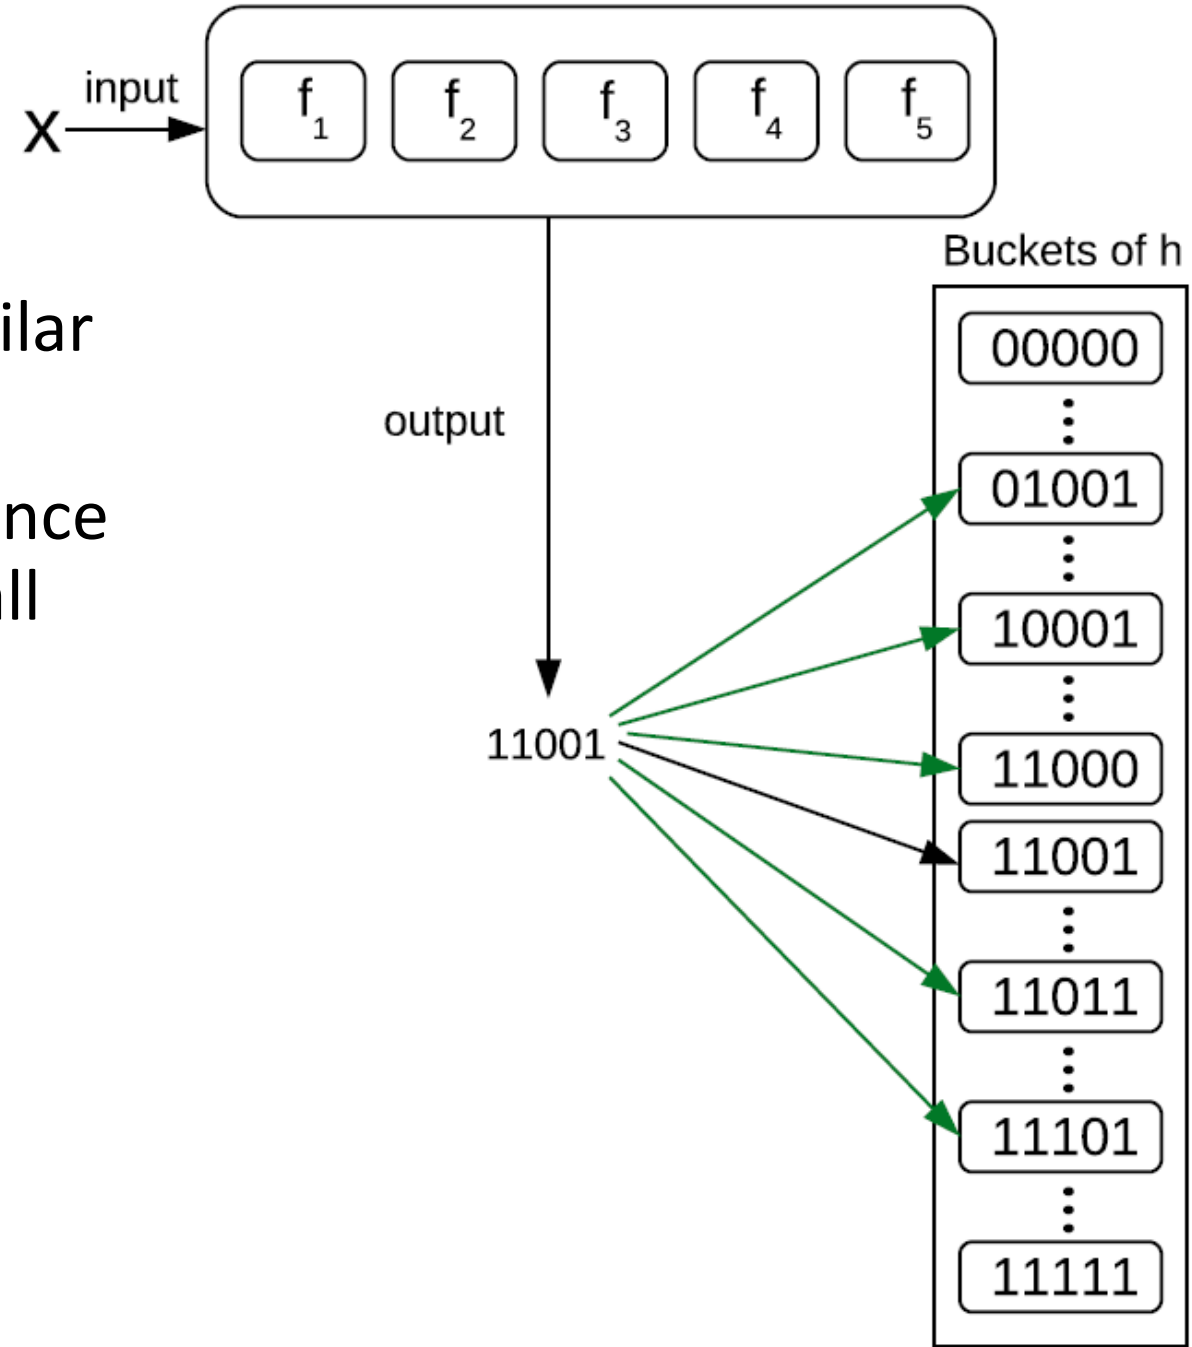 input
x
f1 f2 f3 f4 f5
Buckets of h
ilar
output
nce
ll
00000
01001
10001
11000
11001
11001
11011
11101
11111